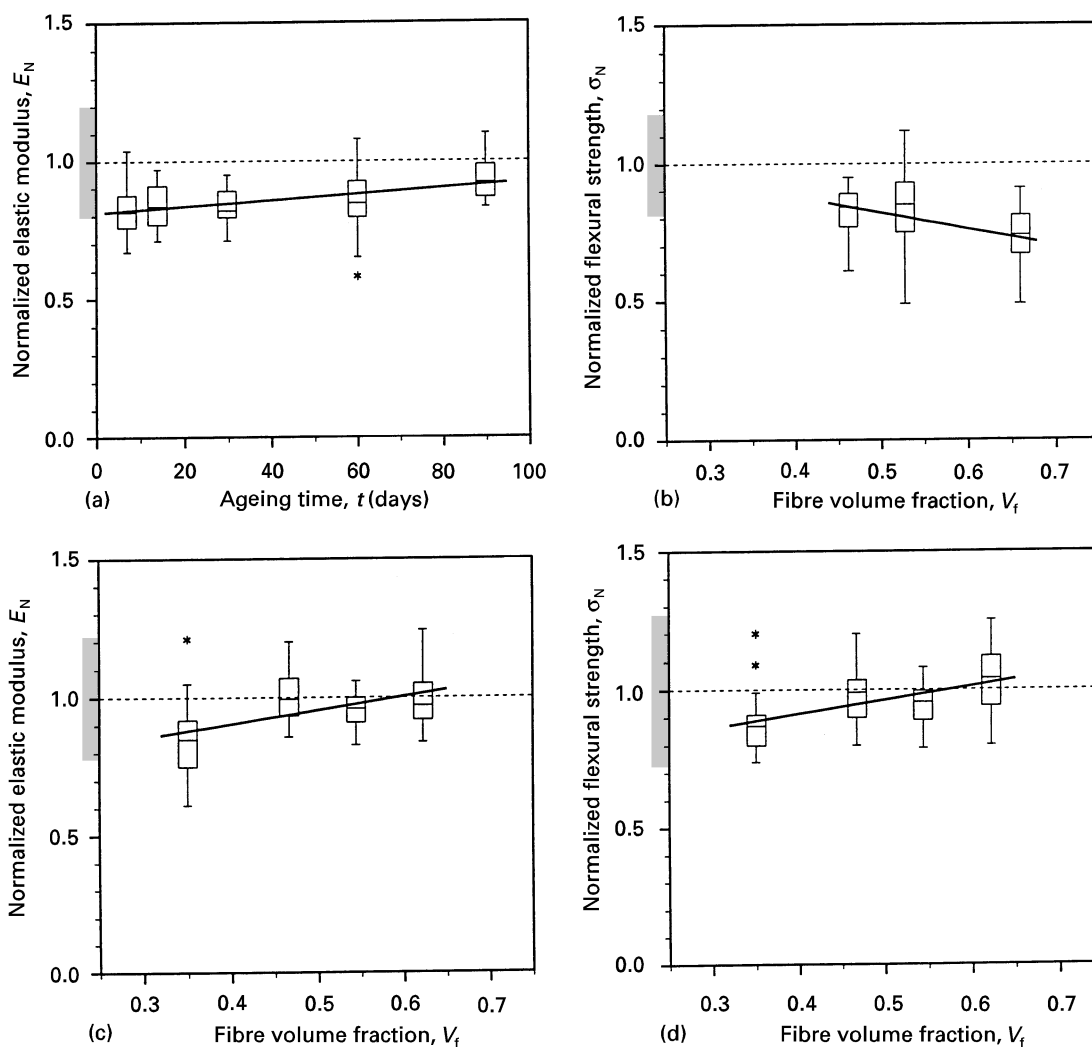 Normalized elastic modulus, E_N
1.5
1.0
0.5
0.0
0 20 40 60 80 100
(a) Ageing time, t (days)
Normalized flexural strength, σ_N
1.5
1.0
0.5
0.0
0.3 0.4 0.5 0.6 0.7
(b) Fibre volume fraction, V_f
Normalized elastic modulus, E_N
1.5
1.0
0.5
0.0
0.3 0.4 0.5 0.6 0.7
(c) Fibre volume fraction, V_f
Normalized flexural strength, σ_N
1.5
1.0
0.5
0.0
0.3 0.4 0.5 0.6 0.7
(d) Fibre volume fraction, V_f